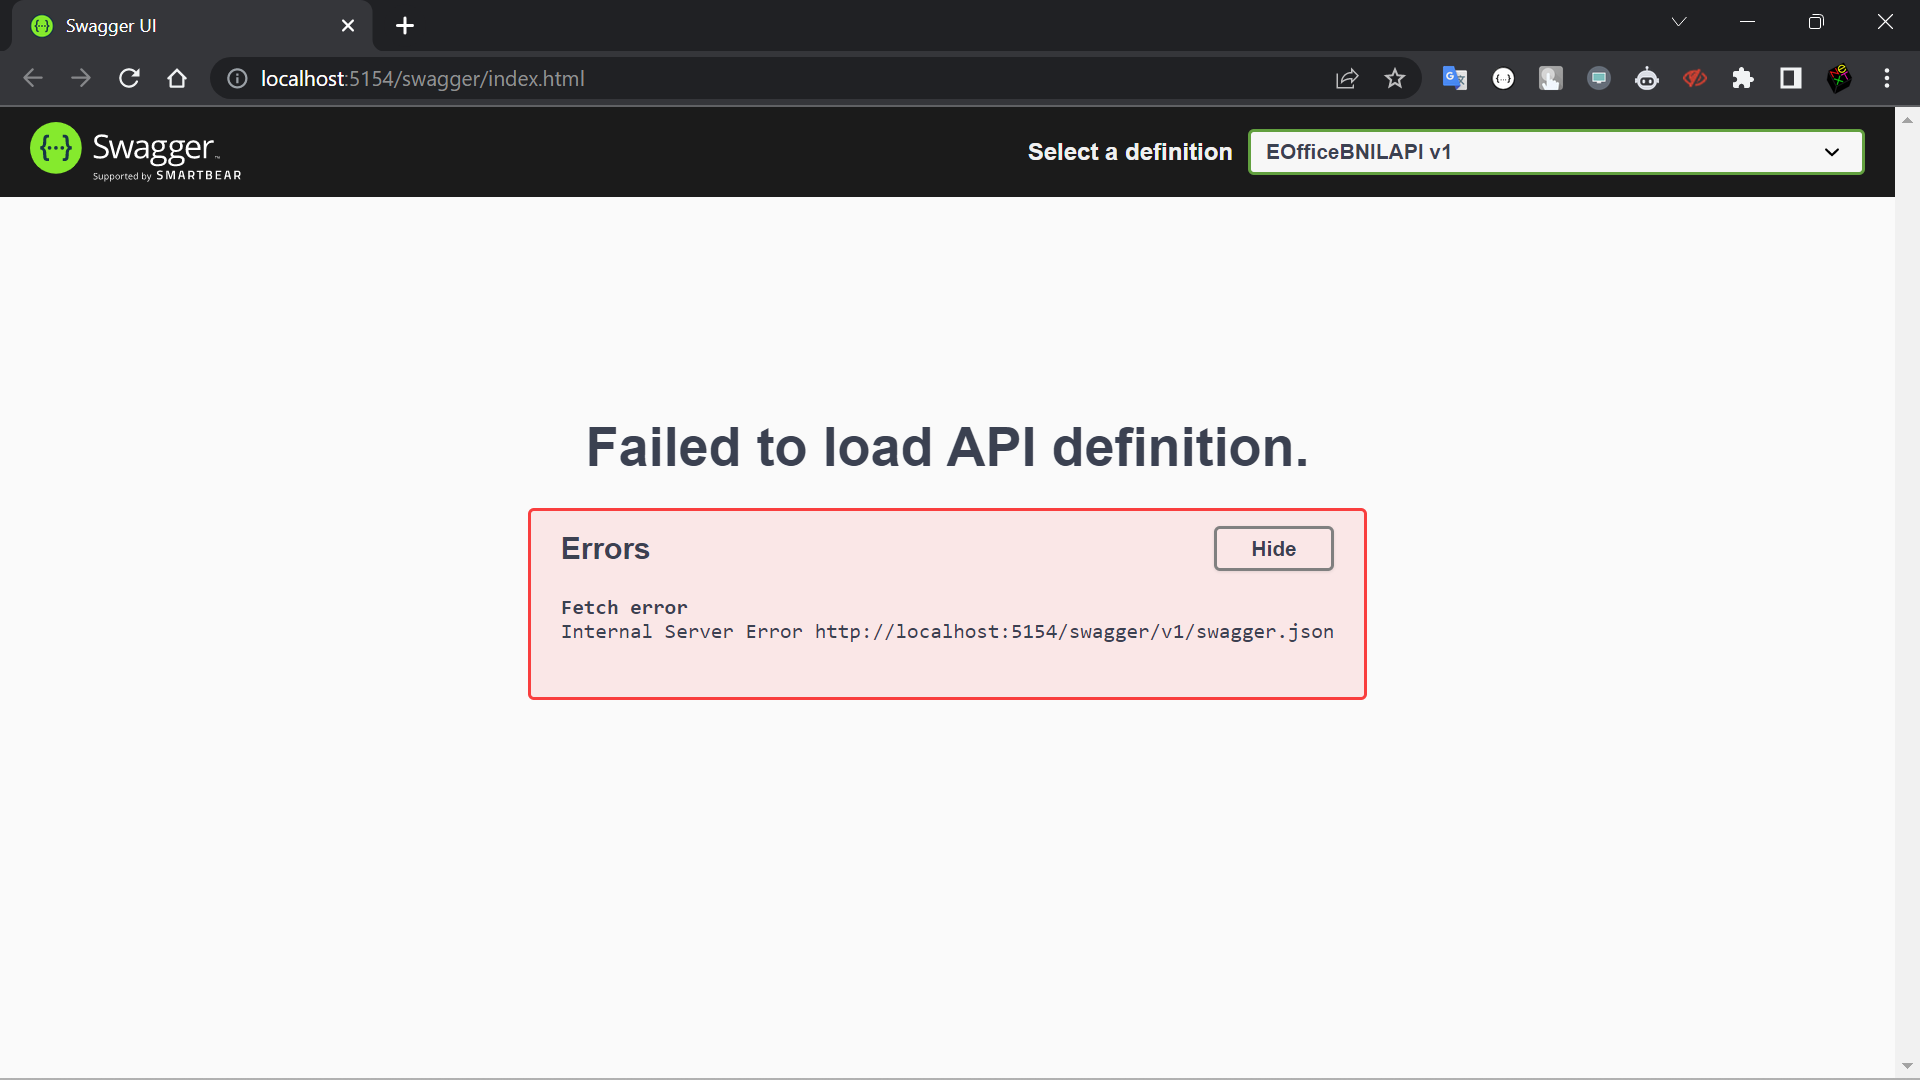 Swagger UI
localhost:5154/swagger/index.html
{···} Swagger™
Supported by SMARTBEAR
Select a definition
EOfficeBNILAPI v1
Failed to load API definition.
Errors
Hide
Fetch error
Internal Server Error http://localhost:5154/swagger/v1/swagger.json